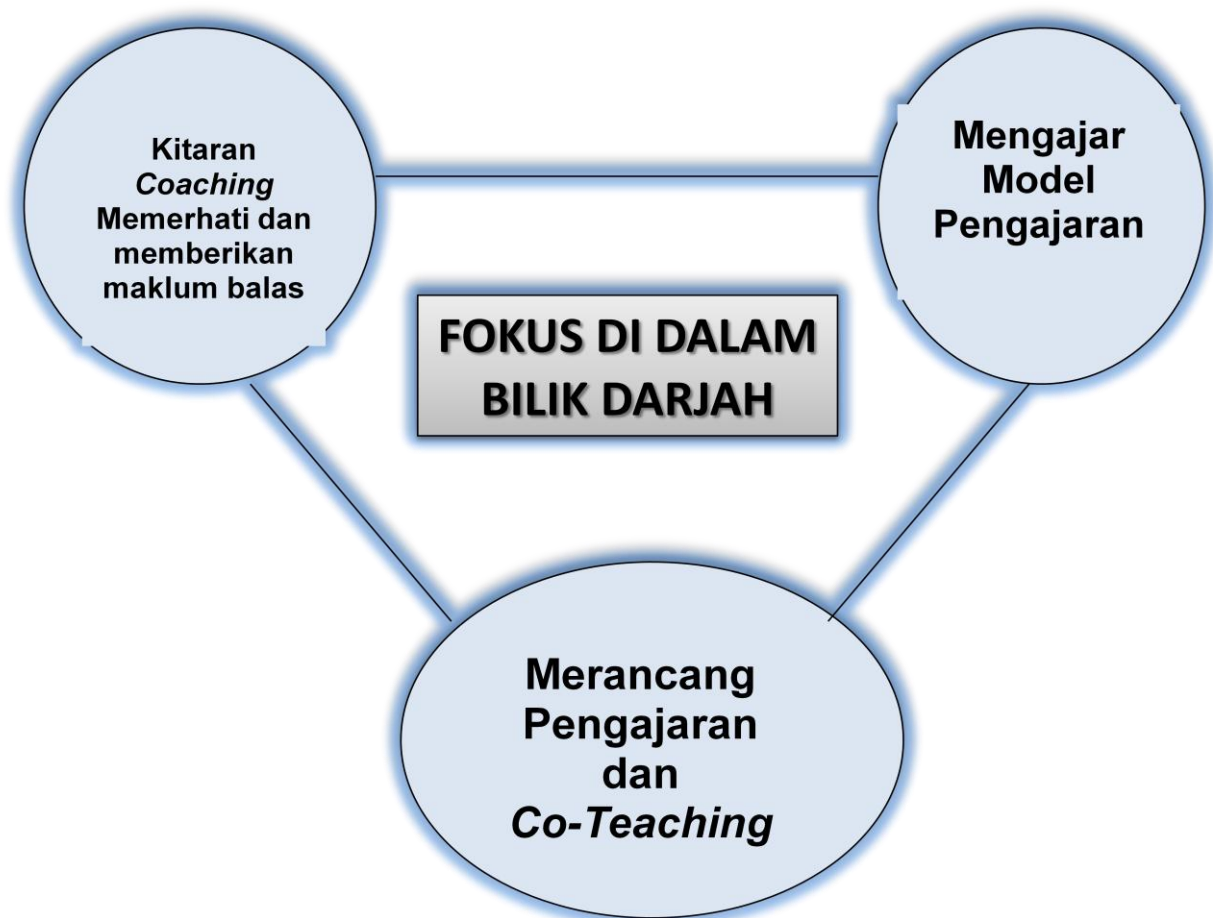 Kitaran
Coaching
Memerhati dan
memberikan
maklum balas
Mengajar
Model
Pengajaran
FOKUS DI DALAM
BILIK DARJAH
Merancang
Pengajaran
dan
Co-Teaching